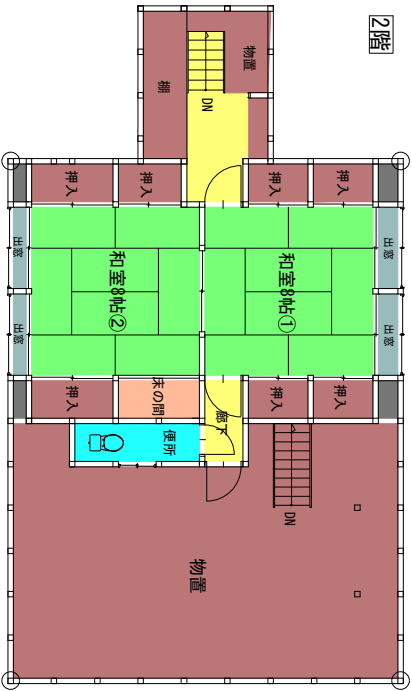 2階
物置
棚
DN
押入
押入
押入
押入
出窓
出窓
和室8帖②
和室8帖①
出窓
出窓
押入
床の間
廊下
押入
押入
便所
DN
物置